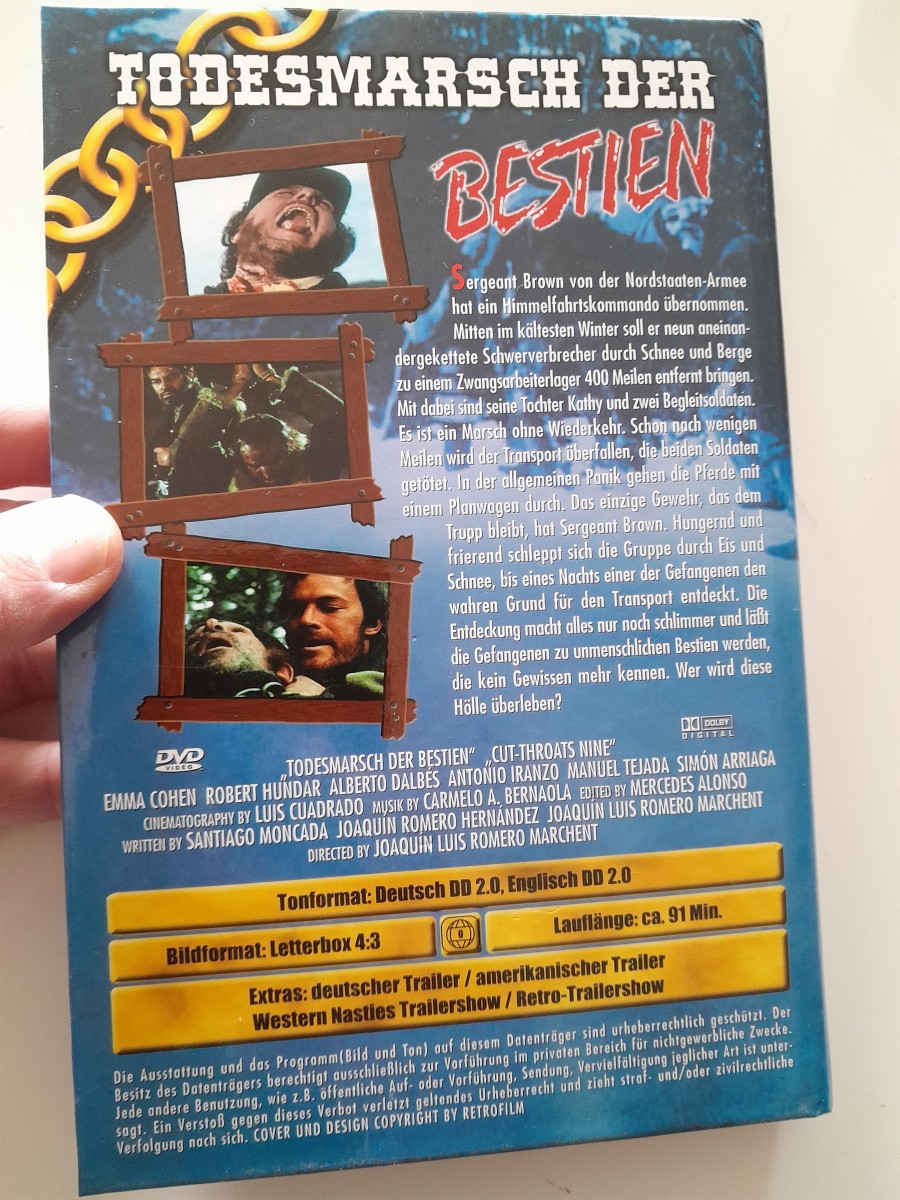 TODESMARSCH DER
BESTIEN
Sergeant Brown von der Nordstaaten-Armee
hat ein Himmelfahrtskommando übernommen.
Mitten im kältesten Winter soll er neun aneinan-
dergekettete Schwerverbrecher durch Schnee und Berge
zu einem Zwangsarbeiterlager 400 Meilen entfernt bringen.
Mit dabei sind seine Tochter Kathy und zwei Begleitsoldaten.
Es ist ein Marsch ohne Wiederkehr. Schon nach wenigen
Meilen wird der Transport überfallen, die beiden Soldaten
getötet. In der allgemeinen Panik gehen die Pferde mit
einem Planwagen durch. Das einzige Gewehr, das dem
Trupp bleibt, hat Sergeant Brown. Hungernd und
frierend schleppt sich die Gruppe durch Eis und
Schnee, bis eines Nachts einer der Gefangenen den
wahren Grund für den Transport entdeckt. Die
Entdeckung macht alles nur noch schlimmer und läßt
die Gefangenen zu unmenschlichen Bestien werden,
die kein Gewissen mehr kennen. Wer wird diese
Hölle überleben?
DVD
VIDEO
DOLBY
DIGITAL
„TODESMARSCH DER BESTIEN" „CUT-THROATS NINE"
EMMA COHEN ROBERT HUNDAR ALBERTO DALBÉS ANTONIO IRANZO MANUEL TEJADA SIMÓN ARRIAGA
CINEMATOGRAPHY BY LUIS CUADRADO MUSIK BY CARMELO A. BERNAOLA EDITED BY MERCEDES ALONSO
WRITTEN BY SANTIAGO MONCADA JOAQUÍN ROMERO HERNÁNDEZ JOAQUÍN LUIS ROMERO MARCHENT
DIRECTED BY JOAQUÍN LUIS ROMERO MARCHENT
Tonformat: Deutsch DD 2.0, Englisch DD 2.0
Bildformat: Letterbox 4:3
0
Lauflänge: ca. 91 Min.
Extras: deutscher Trailer / amerikanischer Trailer
Western Nasties Trailershow / Retro-Trailershow
Die Ausstattung und das Programm(Bild und Ton) auf diesem Datenträger sind urheberrechtlich geschützt. Der
Besitz des Datenträgers berechtigt ausschließlich zur Vorführung im privaten Bereich für nichtgewerbliche Zwecke.
Jede andere Benutzung, wie z.B. öffentliche Auf- oder Vorführung, Sendung, Vervielfältigung jeglicher Art ist unter-
sagt. Ein Verstoß gegen dieses Verbot verletzt geltendes Urheberrecht und zieht straf- und/oder zivilrechtliche
Verfolgung nach sich. COVER UND DESIGN COPYRIGHT BY RETROFILM